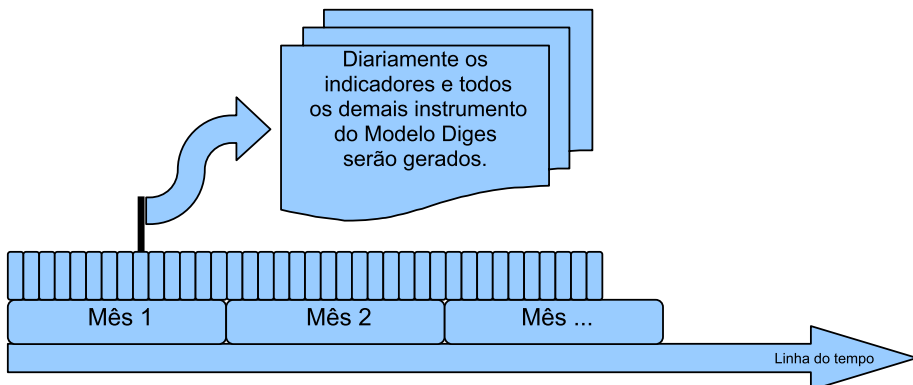 Diariamente os
indicadores e todos
os demais instrumento
do Modelo Diges
serão gerados.
Mês 1
Mês 2
Mês ...
Linha do tempo